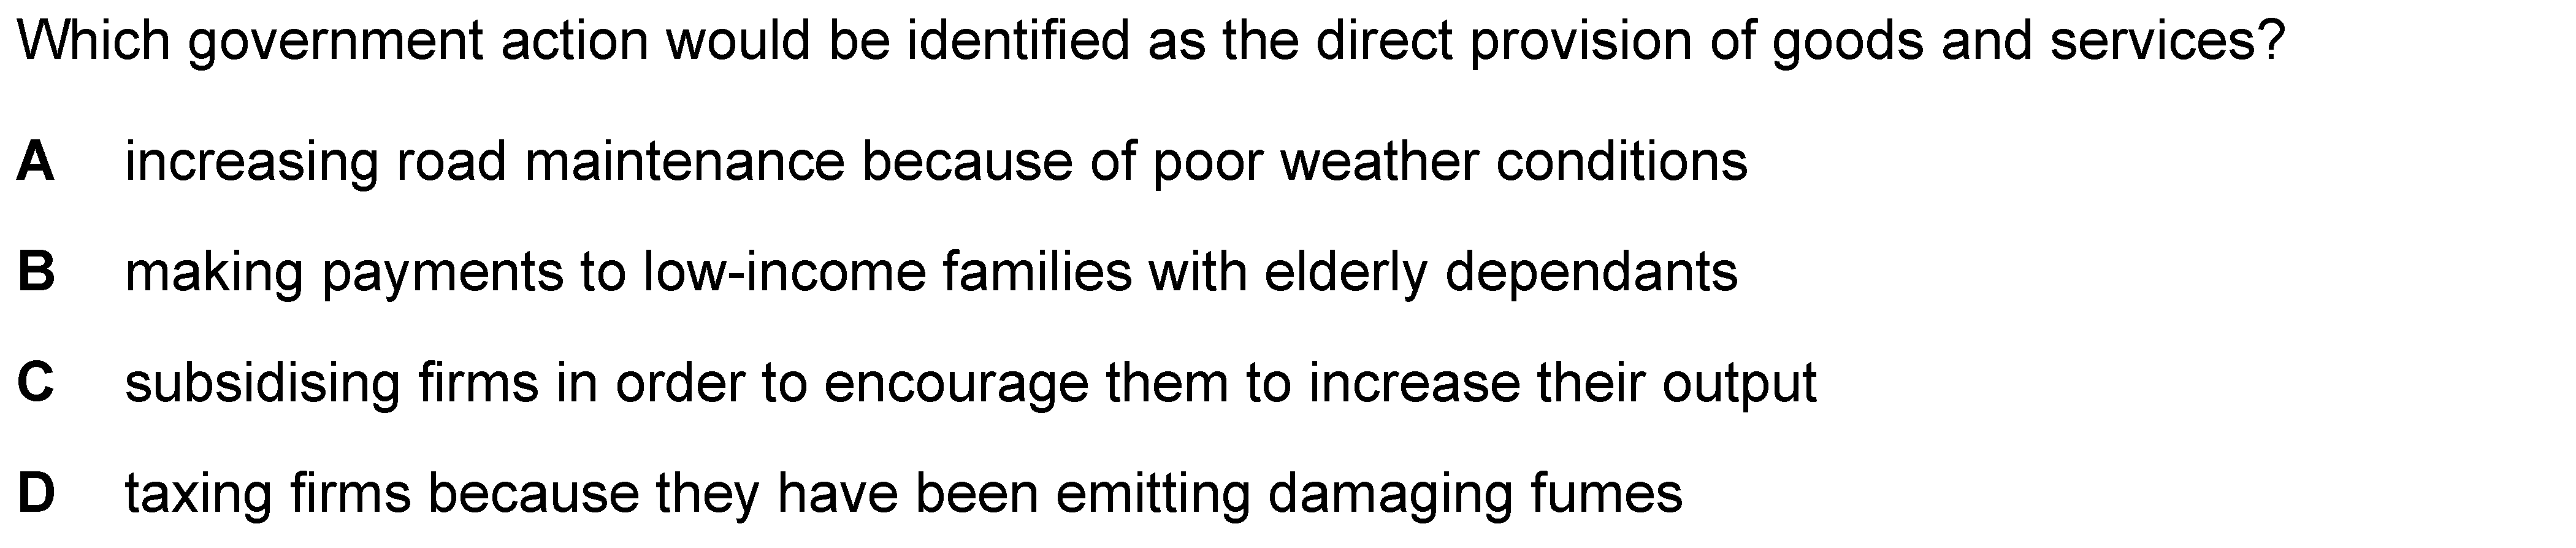 Which government action would be identified as the direct provision of goods and services?
A increasing road maintenance because of poor weather conditions
B making payments to low-income families with elderly dependants
C subsidising firms in order to encourage them to increase their output
D taxing firms because they have been emitting damaging fumes